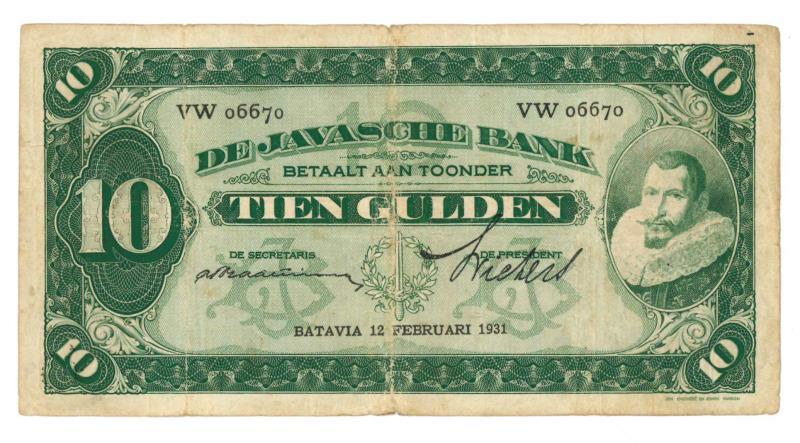 10 10
VW 06670 VW 06670
10
DE JAVASCHE BANK
BETAALT AAN TOONDER
10 TIEN GULDEN
DE SECRETARIS DE PRESIDENT
BATAVIA 12 FEBRUARI 1931
10 10